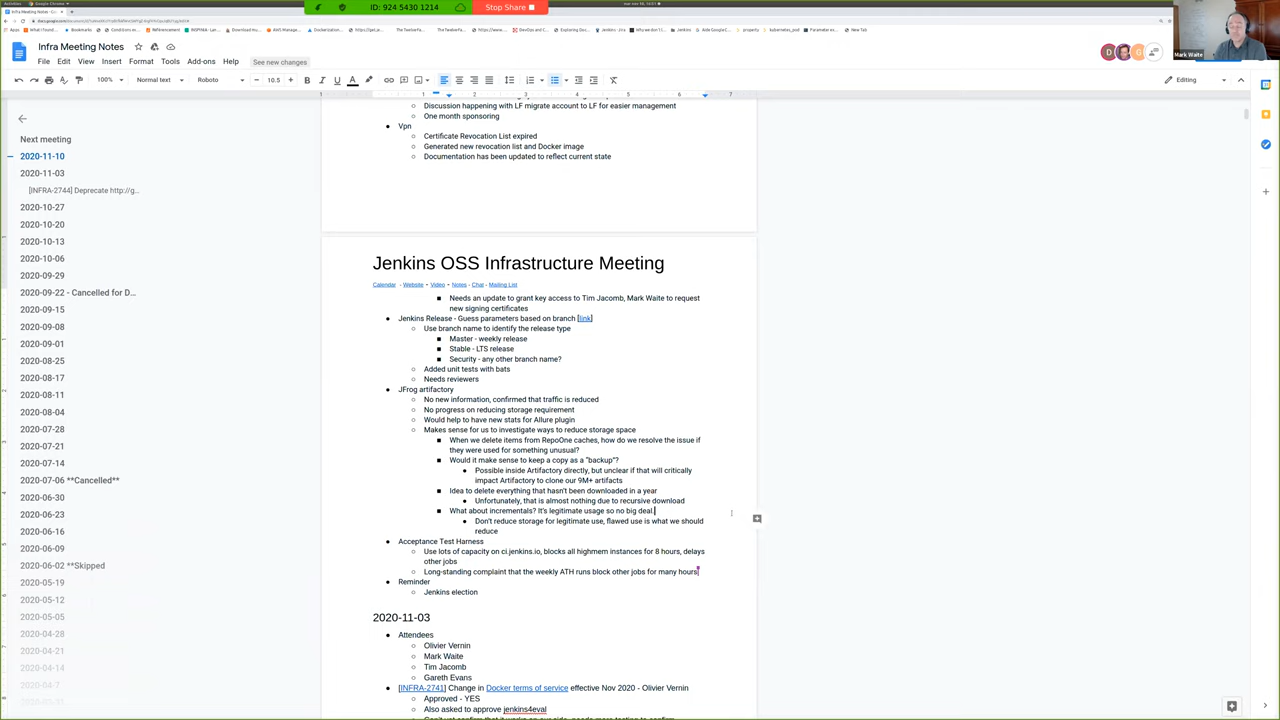 ID: 924 5430 1214
Stop Share
Mark Waite
Infra Meeting Notes
File Edit View Insert Format Tools Add-ons Help
See new changes
100%
Normal text
Roboto
10.5
Editing
Next meeting
2020-11-10
2020-11-03
[INFRA-2744] Deprecate http://g...
2020-10-27
2020-10-20
2020-10-13
2020-10-06
2020-09-29
2020-09-22 - Cancelled for D...
2020-09-15
2020-09-08
2020-09-01
2020-08-25
2020-08-17
2020-08-11
2020-08-04
2020-07-28
2020-07-21
2020-07-14
2020-07-06 **Cancelled*
2020-06-30
2020-06-23
2020-06-16
2020-06-09
2020-06-02 **Skipped
2020-05-19
2020-05-12
2020-05-05
2020-04-28
2020-04-14
2020-04-7
Discussion happening with LF migrate account to LF for easier management
One month sponsoring
Vpn
Certificate Revocation List expired
Generated new revocation list and Docker image
Documentation has been updated to reflect current state
Jenkins OSS Infrastructure Meeting
Calendar - Website • Video • Notes - Chat - Mailing List
Needs an update to grant key access to Tim Jacomb, Mark Waite to request
new signing certificates
Jenkins Release - Guess parameters based on branch [link]
Use branch name to identify the release type
Master - weekly release
Stable - LTS release
Security - any other branch name?
Added unit tests with bats
Needs reviewers
JFrog artifactory
No new information, confirmed that traffic is reduced
No progress on reducing storage requirement
Would help to have new stats for Allure plugin
Makes sense for us to investigate ways to reduce storage space
When we delete items from RepoOne caches, how do we resolve the issue if
they were used for something unusual?
Would it make sense to keep a copy as a "backup"?
Possible inside Artifactory directly, but unclear if that will critically
impact Artifactory to clone our 9M+ artifacts
Idea to delete everything that hasn't been downloaded in a year
Unfortunately, that is almost nothing due to recursive download
What about incrementals? It's legitimate usage so no big deal.
Don't reduce storage for legitimate use, flawed use is what we should
reduce
Acceptance Test Harness
Use lots of capacity on ci.jenkins.io, blocks all highmem instances for 8 hours, delays
other jobs
Long-standing complaint that the weekly ATH runs block other jobs for many hours
Reminder
Jenkins election
2020-11-03
Attendees
Olivier Vernin
Mark Waite
Tim Jacomb
Gareth Evans
[INFRA-2741] Change in Docker terms of service effective Nov 2020 - Olivier Vernin
Approved - YES
Also asked to approve jenkins4eval